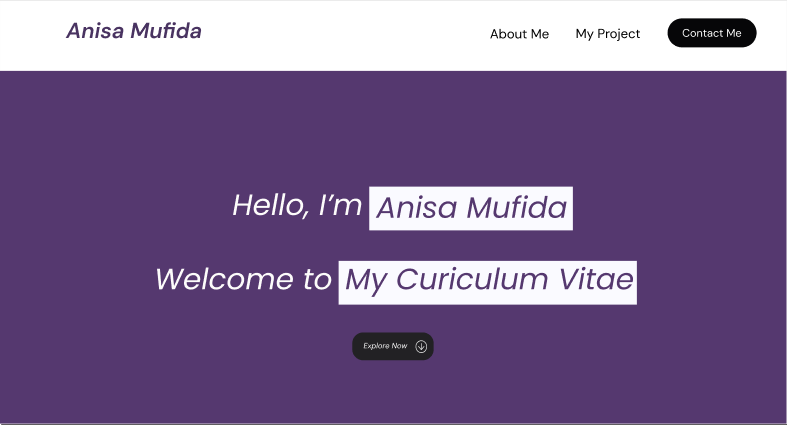 Anisa Mufida
About Me
My Project
Contact Me
Hello, I’m Anisa Mufida
Welcome to My Curiculum Vitae
Explore Now